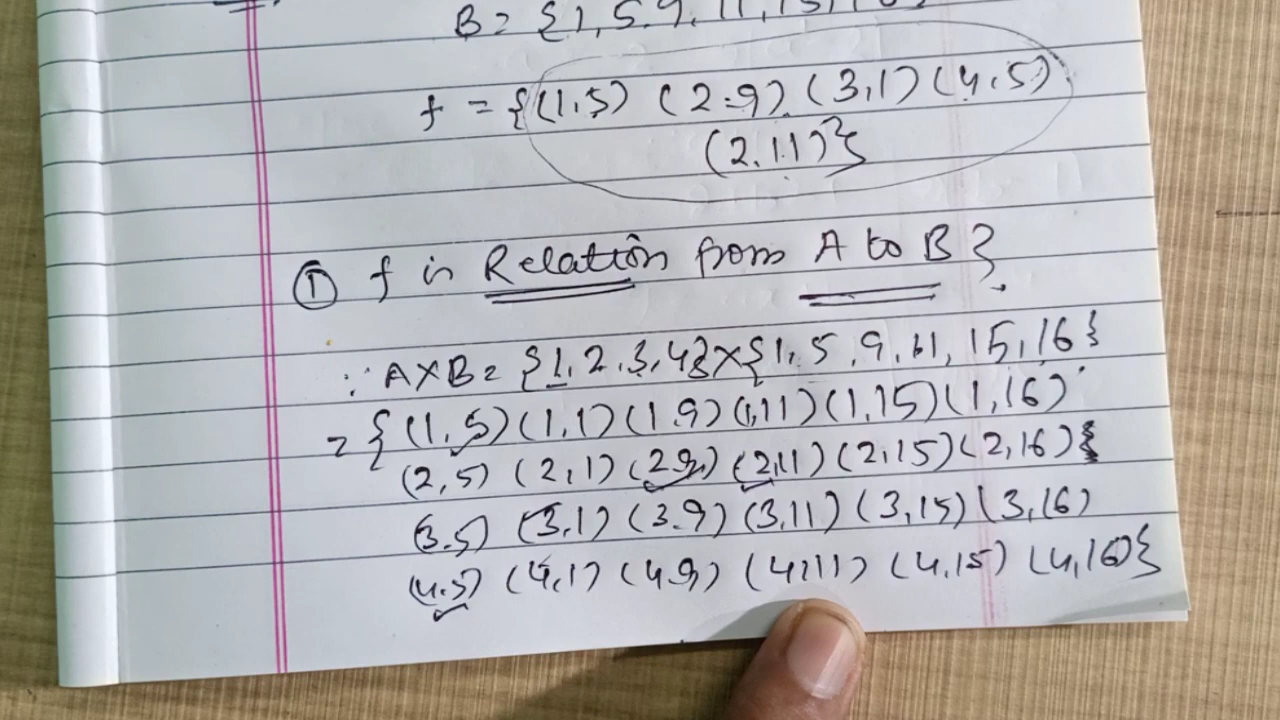 B = {1, 5. 9, 11, 15, 16}
f = {(1,5) (2.9), (3,1) (4,5)
(2.11)}
① f is Relation from A to B?
∵ A×B = {1, 2, 3, 4}×{1, 5, 9, 11, 15, 16}
= {(1, 5) (1,1) (1.9) (1,11) (1,15) (1,16)
(2,5) (2,1) (2.9,) (2,11) (2,15) (2,16)}
(3.5) (3,1) (3.9) (3,11) (3,15) (3,16)
(4.5) (4,1) (4.9) (4,11) (4,15) (4,16)}